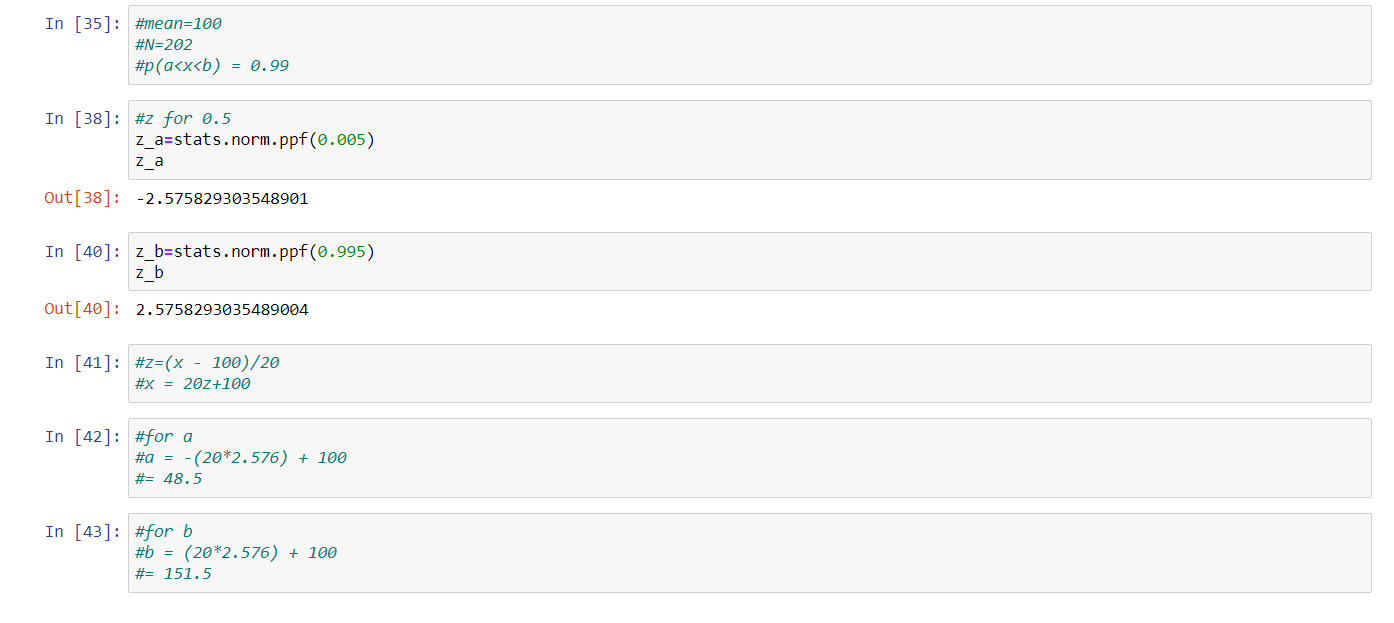 In [35]: #mean=100
#N=202
#p(a<x<b) = 0.99
In [38]: #z for 0.5
z_a=stats.norm.ppf(0.005)
z_a
Out[38]: -2.575829303548901
In [40]: z_b=stats.norm.ppf(0.995)
z_b
Out[40]: 2.5758293035489004
In [41]: #z=(x - 100)/20
#x = 20z+100
In [42]: #for a
#a = -(20*2.576) + 100
#= 48.5
In [43]: #for b
#b = (20*2.576) + 100
#= 151.5